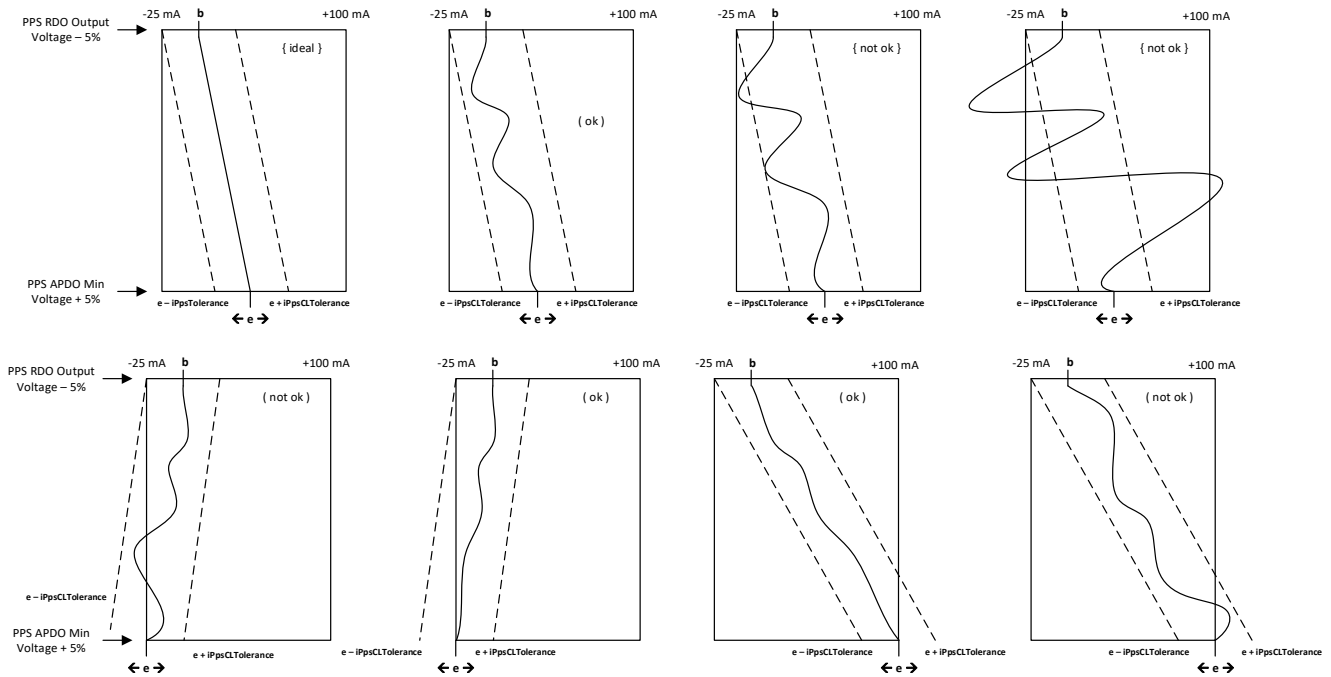 -25 mA b +100 mA -25 mA b +100 mA -25 mA b +100 mA -25 mA b +100 mA
PPS RDO Output
Voltage – 5%
{ ideal }
( ok )
{ not ok }
{ not ok }
PPS APDO Min
Voltage + 5%
e – iPpsTolerance e + iPpsCLTolerance e – iPpsCLTolerance e + iPpsCLTolerance e – iPpsCLTolerance e + iPpsCLTolerance e – iPpsCLTolerance e + iPpsCLTolerance
e e e e
-25 mA b +100 mA -25 mA b +100 mA -25 mA b +100 mA -25 mA b +100 mA
PPS RDO Output
Voltage – 5%
( not ok ) ( ok ) ( ok ) ( not ok )
e – iPpsCLTolerance
PPS APDO Min
Voltage + 5%
e + iPpsCLTolerance e – iPpsCLTolerance e + iPpsCLTolerance e – iPpsCLTolerance e + iPpsCLTolerance e – iPpsCLTolerance e + iPpsCLTolerance
e e e e